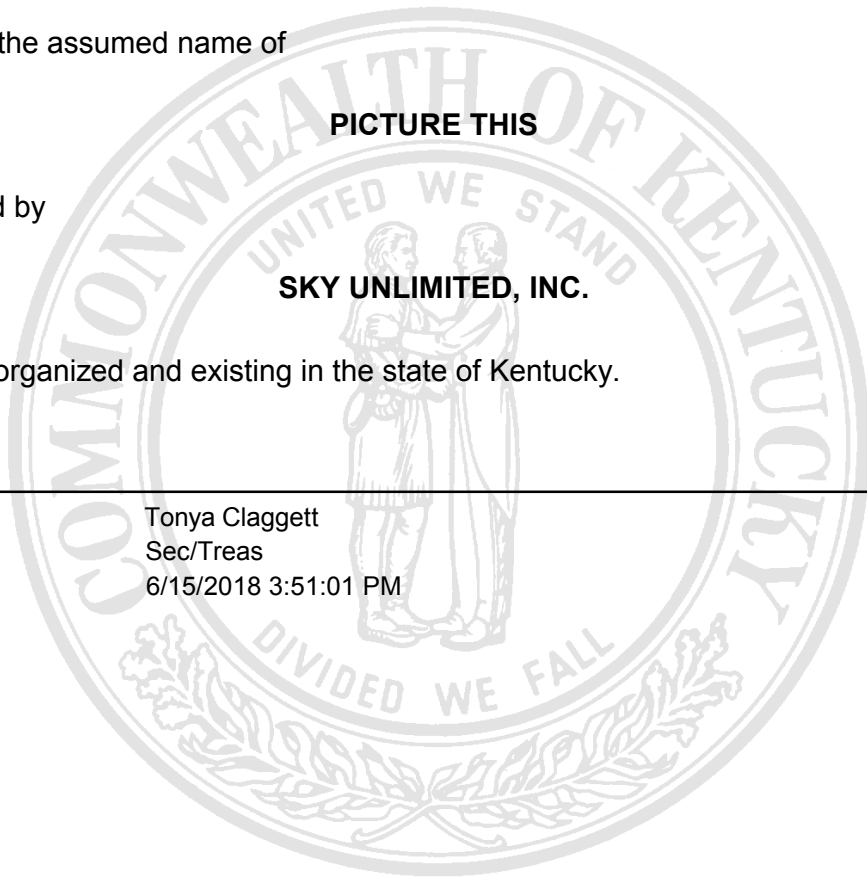 the assumed name of
PICTURE THIS
d by
SKY UNLIMITED, INC.
organized and existing in the state of Kentucky.
Tonya Claggett
Sec/Treas
6/15/2018 3:51:01 PM
COMMONWEALTH OF KENTUCKY
UNITED WE STAND
DIVIDED WE FALL